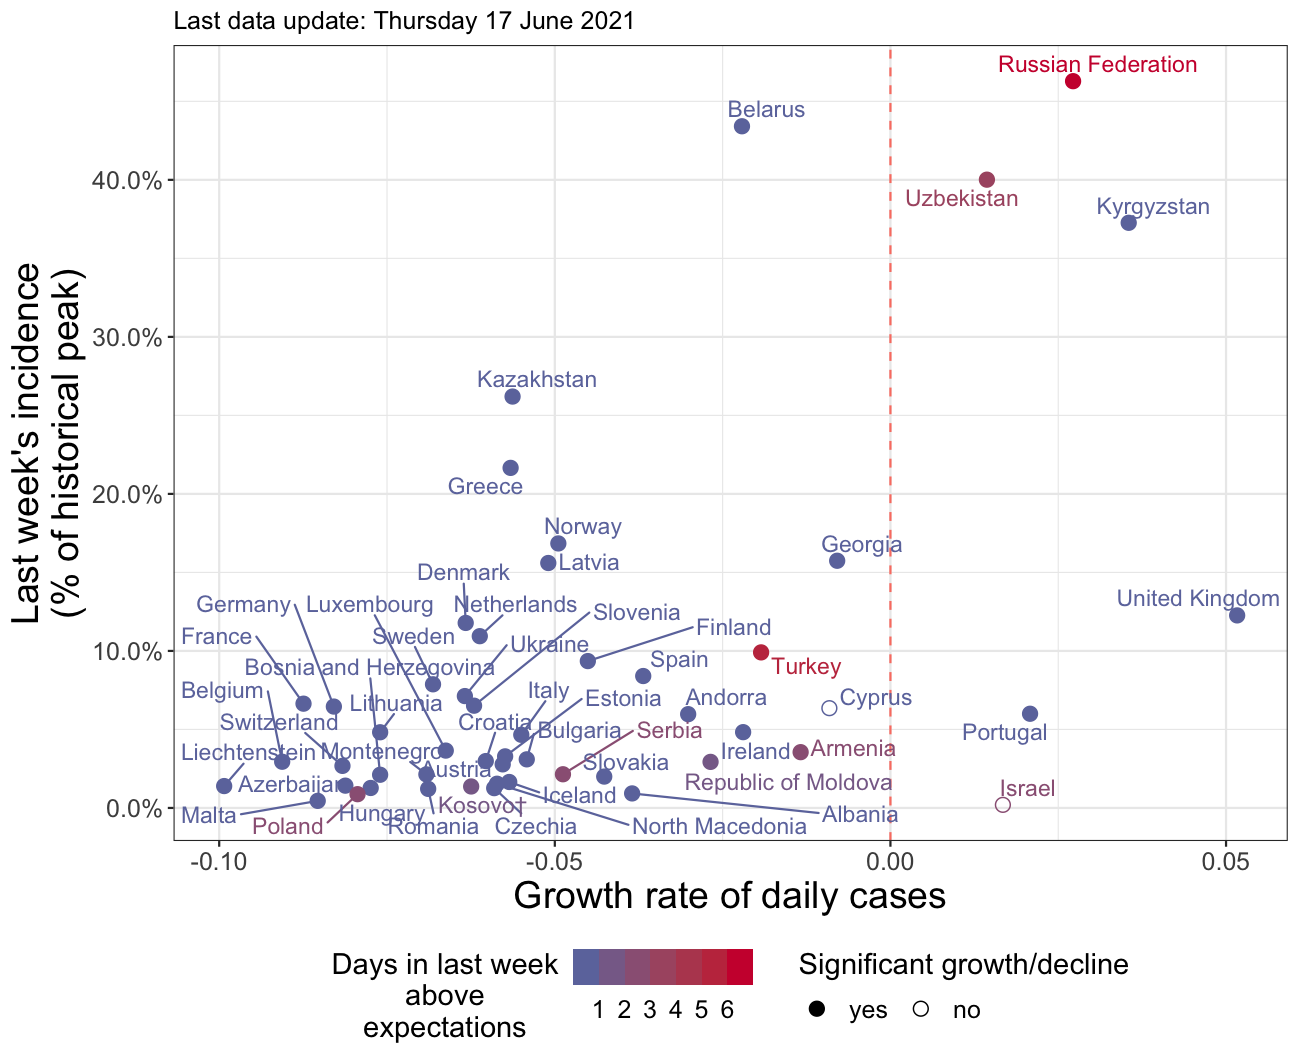 Last data update: Thursday 17 June 2021
Russian Federation
Belarus
40.0%
Uzbekistan
Kyrgyzstan
30.0%
Kazakhstan
20.0%
Greece
Norway
Georgia
Latvia
Denmark
United Kingdom
Germany
Luxembourg
Netherlands
Slovenia
Finland
France
Sweden
Ukraine
10.0%
Spain
Turkey
Bosnia and Herzegovina
Belgium
Lithuania
Italy
Estonia
Andorra
Cyprus
Switzerland
Croatia
Bulgaria
Serbia
Portugal
Liechtenstein
Montenegro
Ireland
Armenia
Austria
Slovakia
Republic of Moldova
Azerbaijan
Iceland
Israel
0.0%
Kosovo†
Malta
Hungary
Albania
Poland
Romania
Czechia
North Macedonia
-0.10
-0.05
0.00
0.05
Last week's incidence
(% of historical peak)
Growth rate of daily cases
Days in last week
above
expectations
1 2 3 4 5 6
Significant growth/decline
yes
no